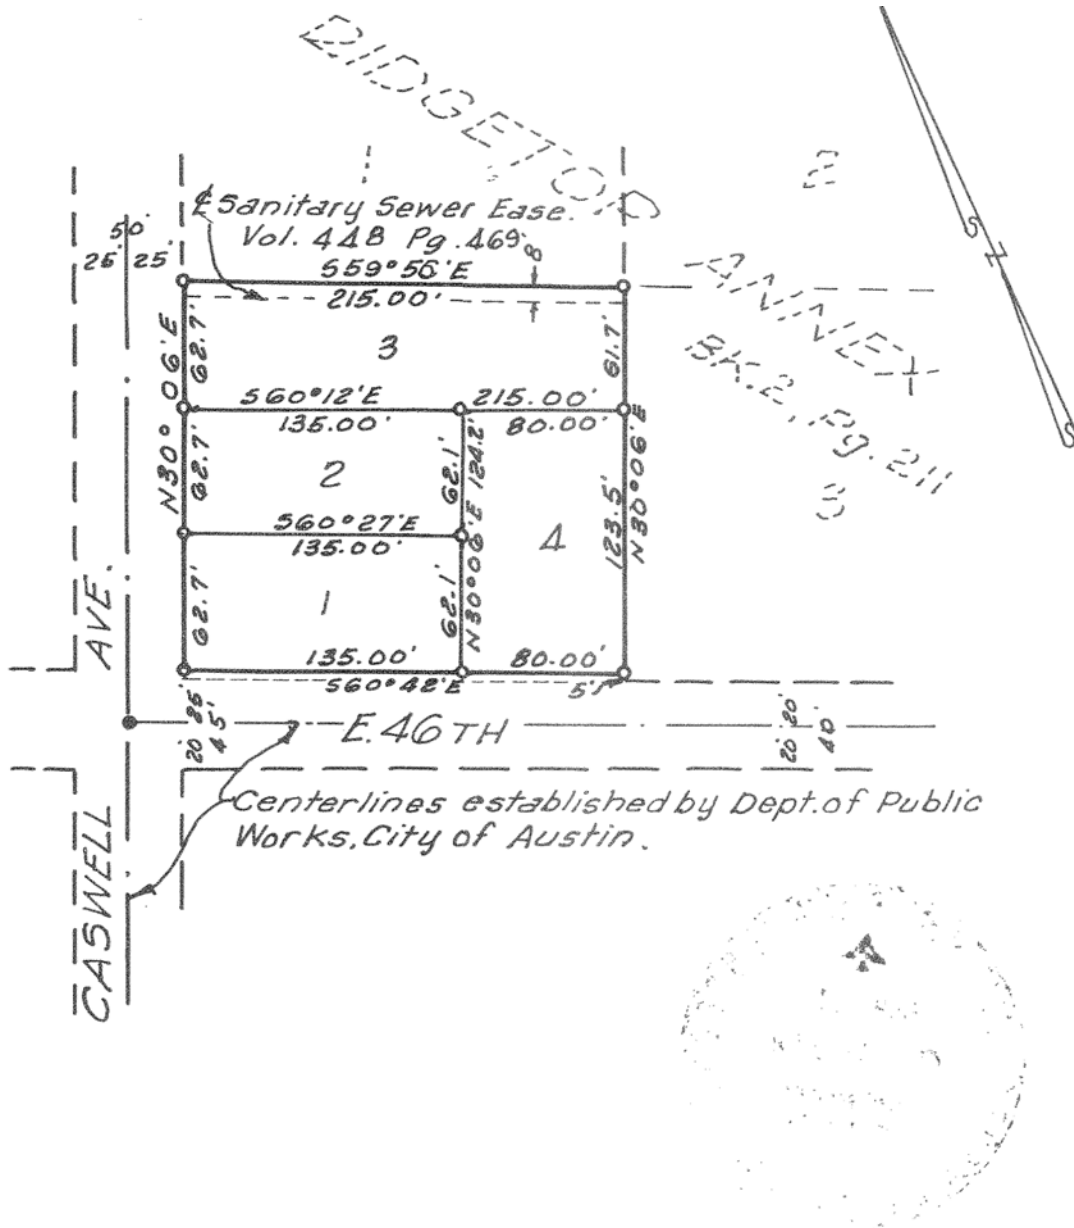 RIDGETOP
ANNEX
BK. 2, Pg. 211
2
3
S
N
S
₵ Sanitary Sewer Ease.
Vol. 448 Pg. 469
50'
25' 25'
8'
S59°56'E
215.00'
N30°06'E
62.7'
3
61.7'
S60°12'E
215.00'
135.00'
80.00'
62.7'
2
62.1'
N30°06'E 124.2'
S60°27'E
135.00'
4
123.5'
N30°06'E
62.7'
1
62.1'
135.00'
80.00'
S60°42'E
5'
AVE.
CASWELL
20' 25'
45'
E. 46TH
20' 20'
40'
Centerlines established by Dept. of Public
Works, City of Austin.